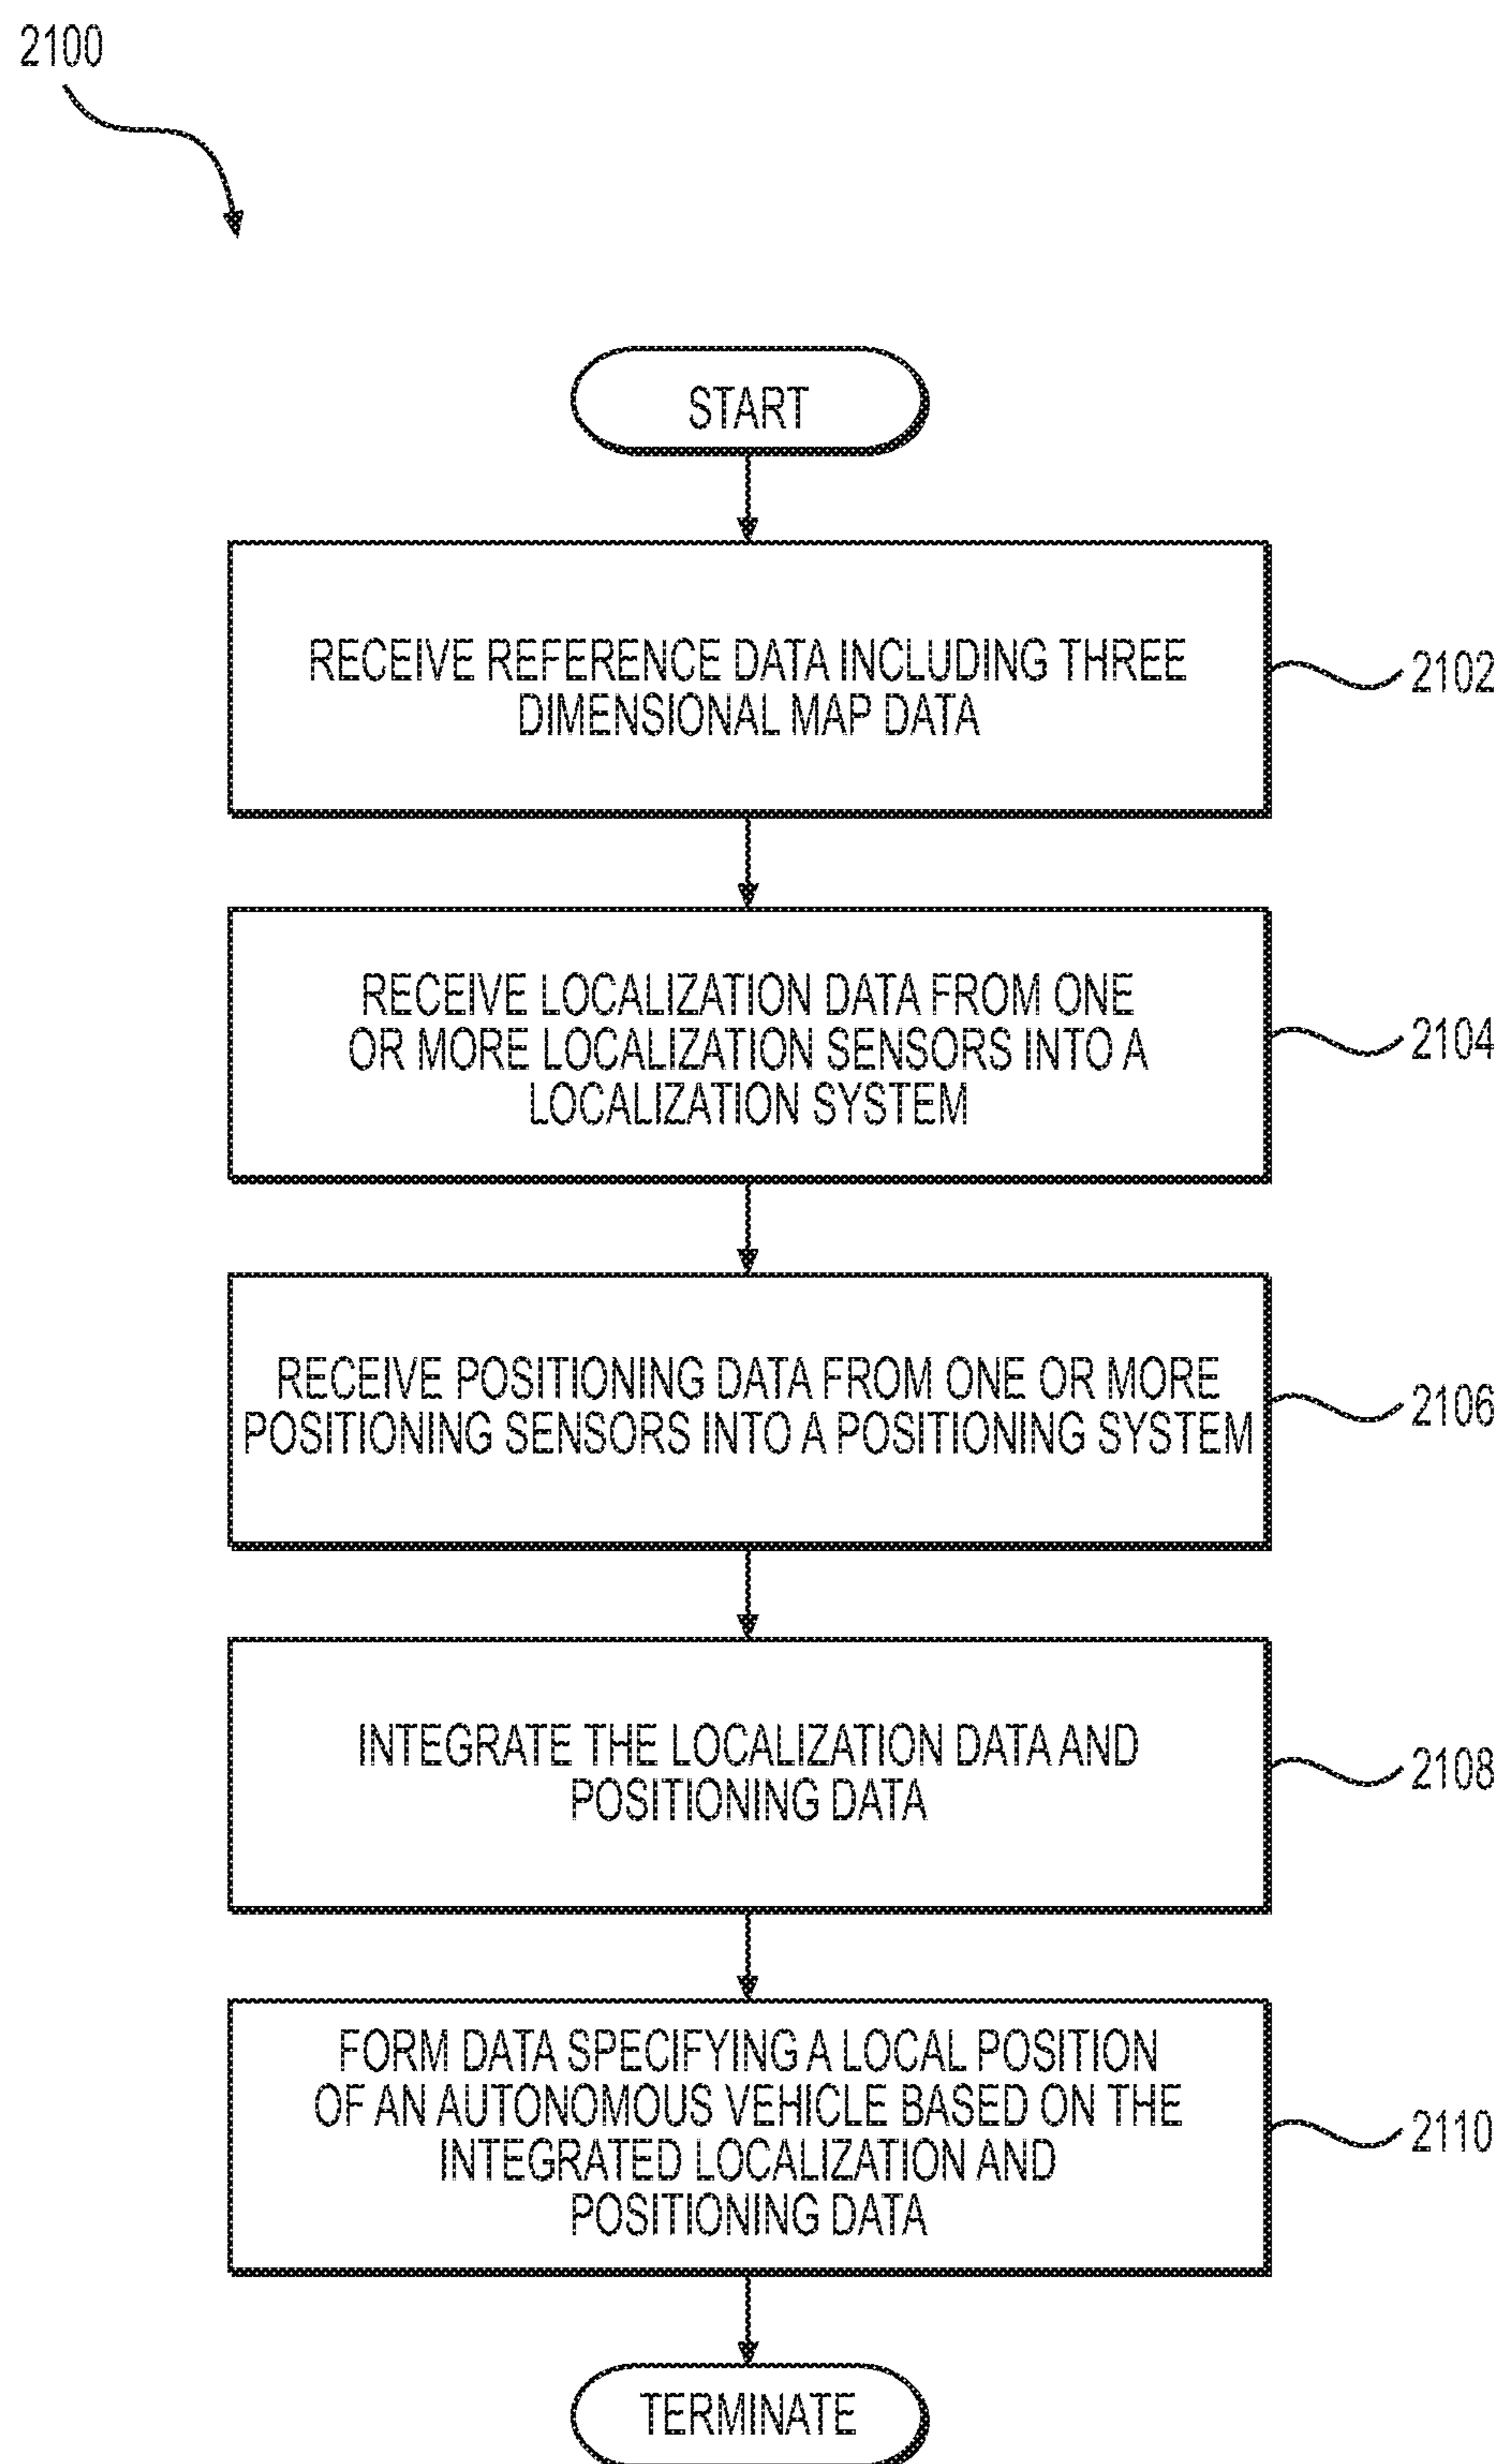 2100
START
RECEIVE REFERENCE DATA INCLUDING THREE
DIMENSIONAL MAP DATA
2102
RECEIVE LOCALIZATION DATA FROM ONE
OR MORE LOCALIZATION SENSORS INTO A
LOCALIZATION SYSTEM
2104
RECEIVE POSITIONING DATA FROM ONE OR MORE
POSITIONING SENSORS INTO A POSITIONING SYSTEM
2106
INTEGRATE THE LOCALIZATION DATA AND
POSITIONING DATA
2108
FORM DATA SPECIFYING A LOCAL POSITION
OF AN AUTONOMOUS VEHICLE BASED ON THE
INTEGRATED LOCALIZATION AND
POSITIONING DATA
2110
TERMINATE